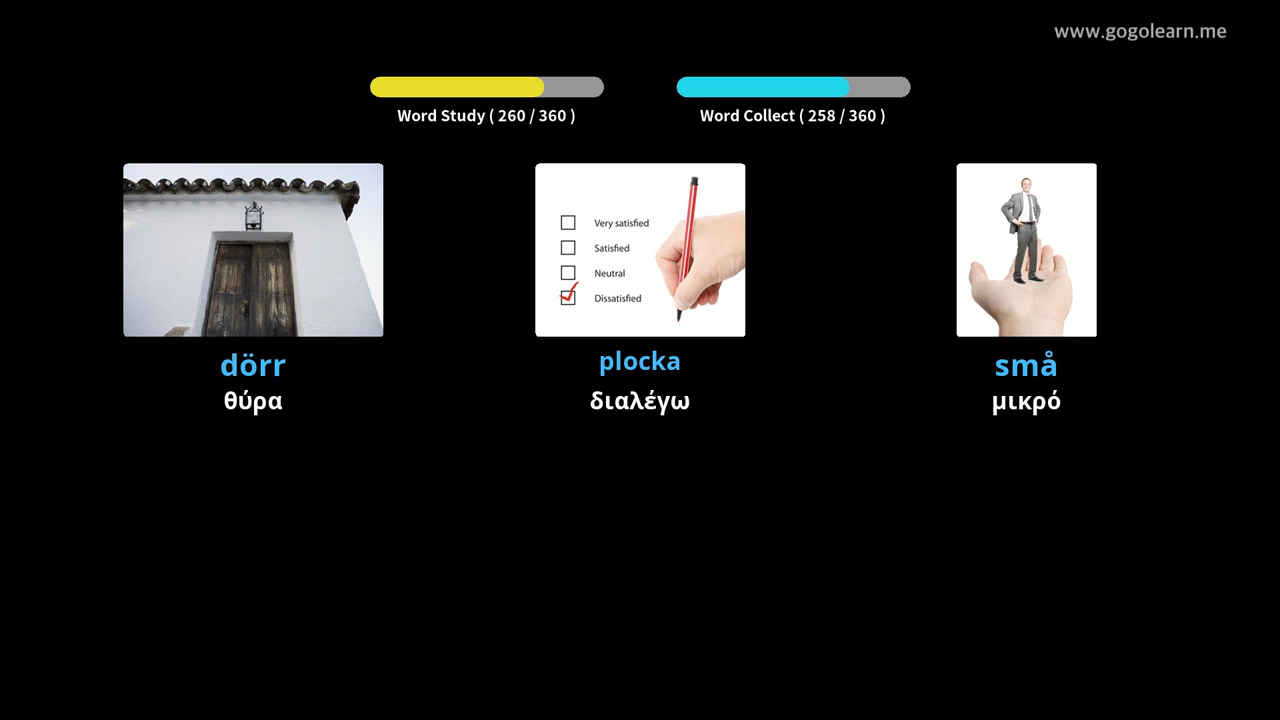 www.gogolearn.me
Word Study ( 260 / 360 )
Word Collect ( 258 / 360 )
Very satisfied
Satisfied
Neutral
Dissatisfied
dörr
plocka
små
θύρα
διαλέγω
μικρό